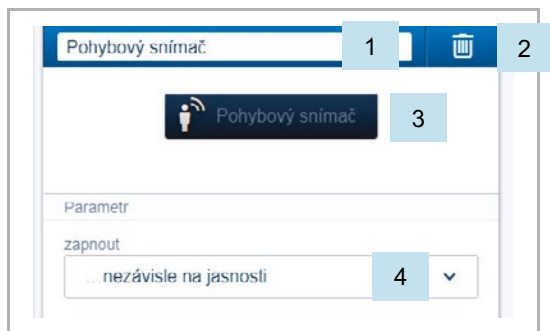 Pohybový snímač 1 2
Pohybový snímač 3
Parametr
zapnout
...nezávisle na jasnosti 4